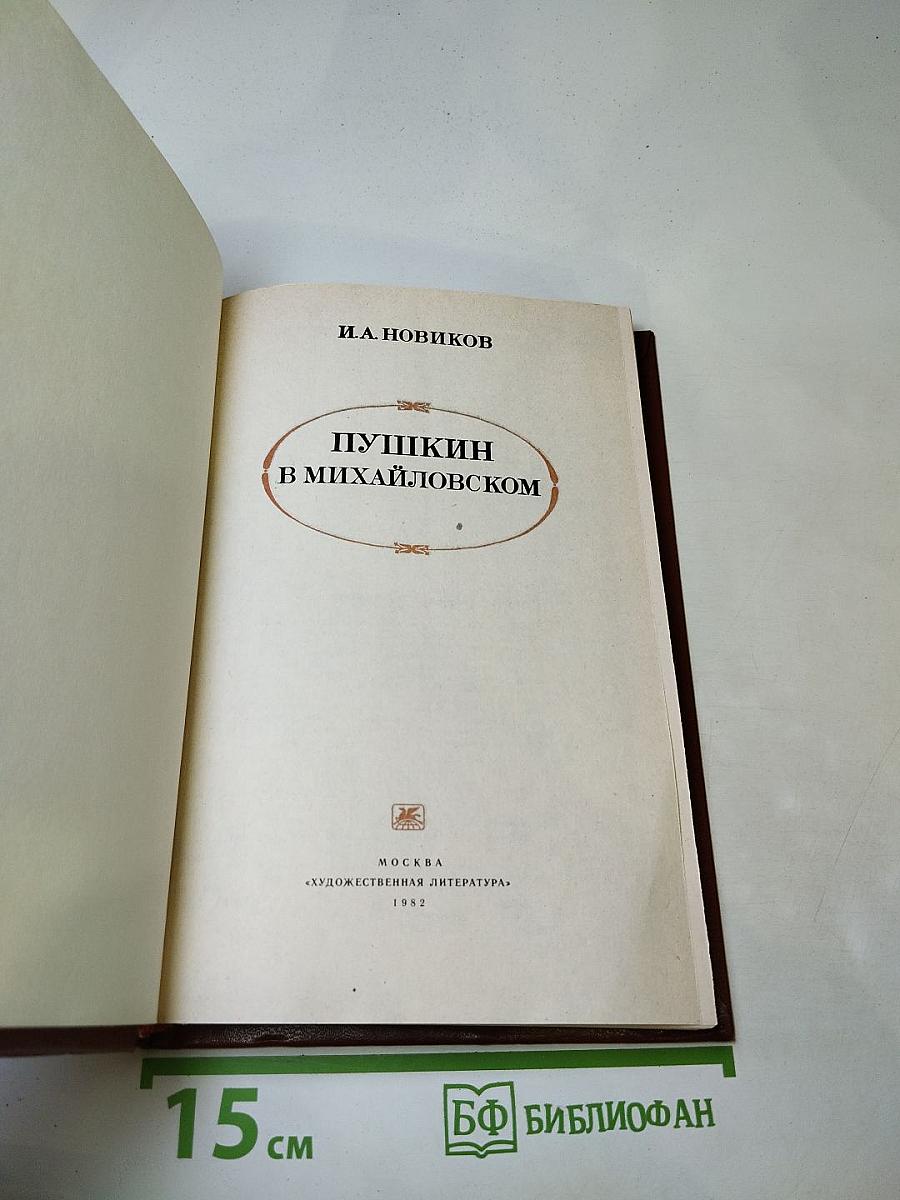 И.А. НОВИКОВ
ПУШКИН
В МИХАЙЛОВСКОМ
МОСКВА
«ХУДОЖЕСТВЕННАЯ ЛИТЕРАТУРА»
1982
15 см
БФ БИБЛИОФАН